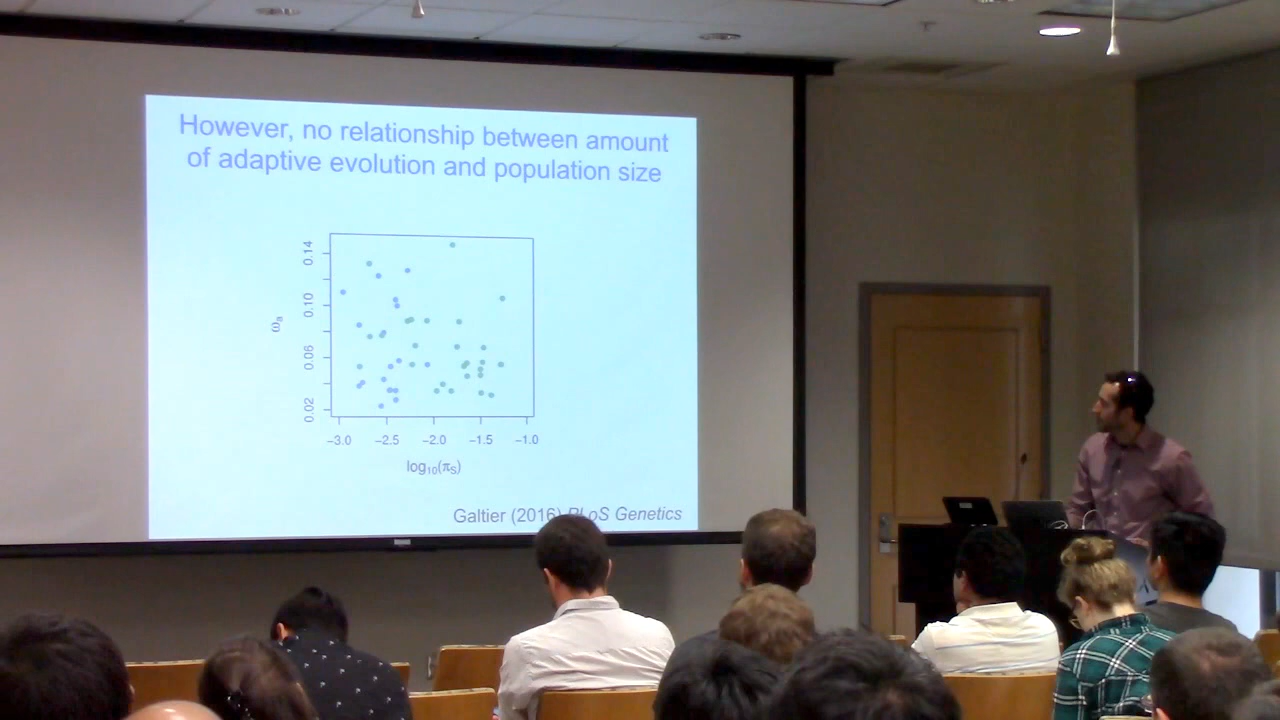 However, no relationship between amount
of adaptive evolution and population size
0.14
0.10
0.06
0.02
ωa
−3.0 −2.5 −2.0 −1.5 −1.0
log10(πS)
Galtier (2016) PLoS Genetics